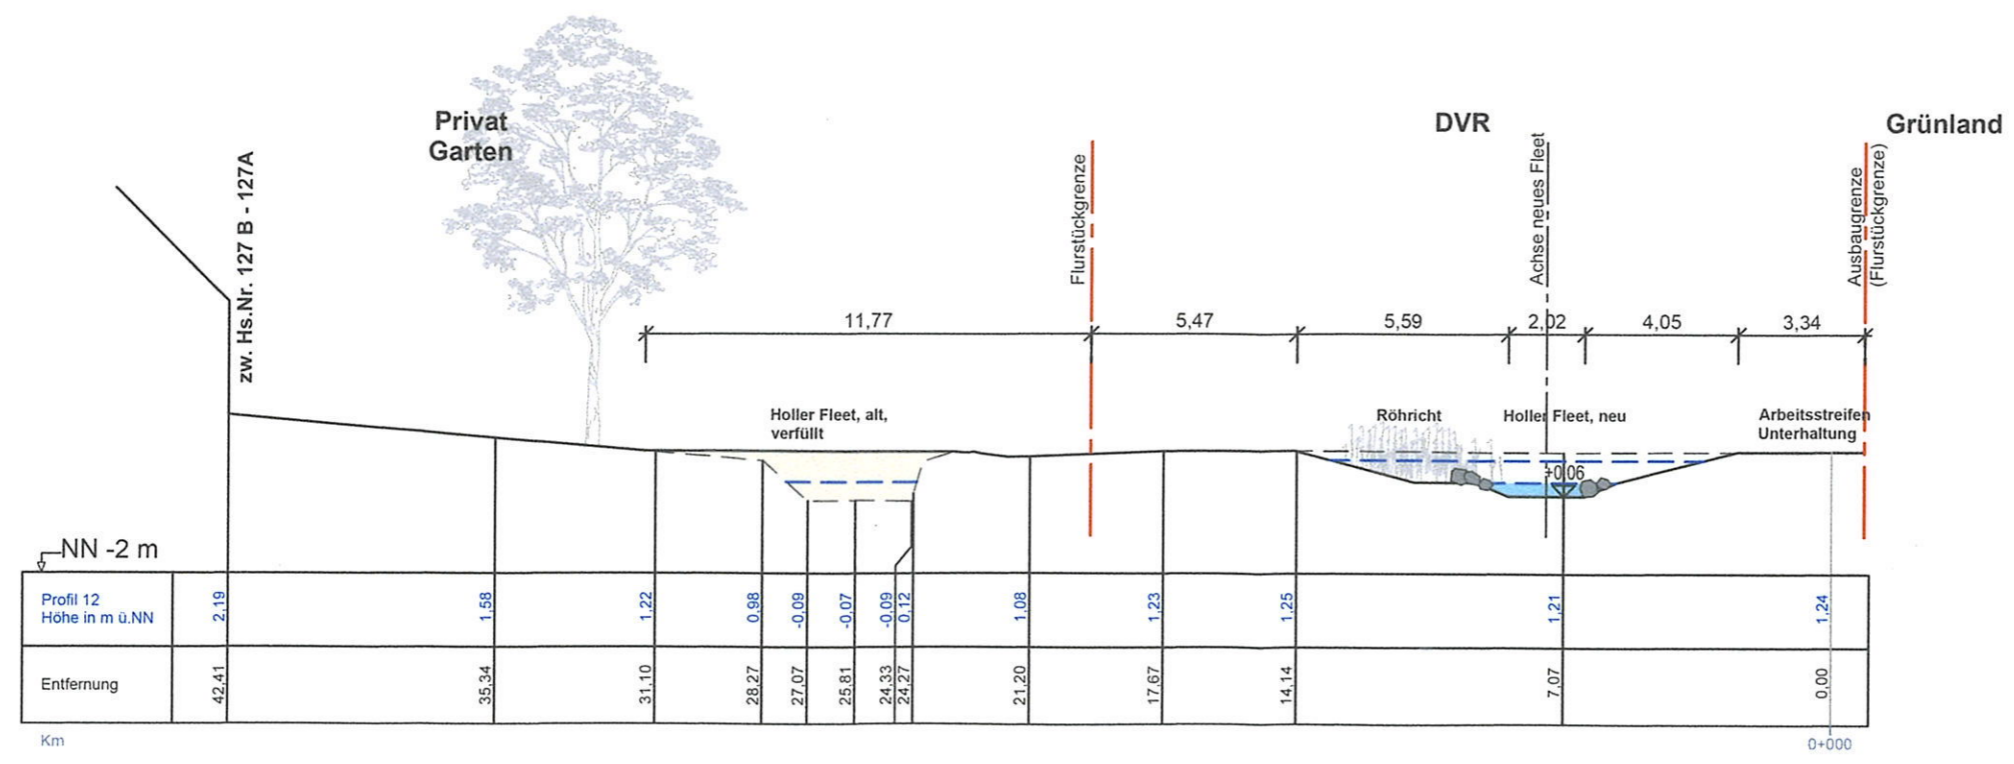 Privat
Garten
DVR
Grünland
zw. Hs.Nr. 127 B - 127A
Flurstückgrenze
Achse neues Fleet
Ausbaugrenze
(Flurstückgrenze)
11,77
5,47
5,59
2,02
4,05
3,34
Holler Fleet, alt,
verfüllt
Röhricht
Holler Fleet, neu
Arbeitsstreifen
Unterhaltung
+0,06
NN -2 m
Profil 12
Höhe in m ü.NN
2,19
1,58
1,22
0,98
-0,09
-0,07
-0,09
0,12
1,08
1,23
1,25
1,21
1,24
Entfernung
42,41
35,34
31,10
28,27
27,07
25,81
24,33
24,27
21,20
17,67
14,14
7,07
0,00
Km
0+000